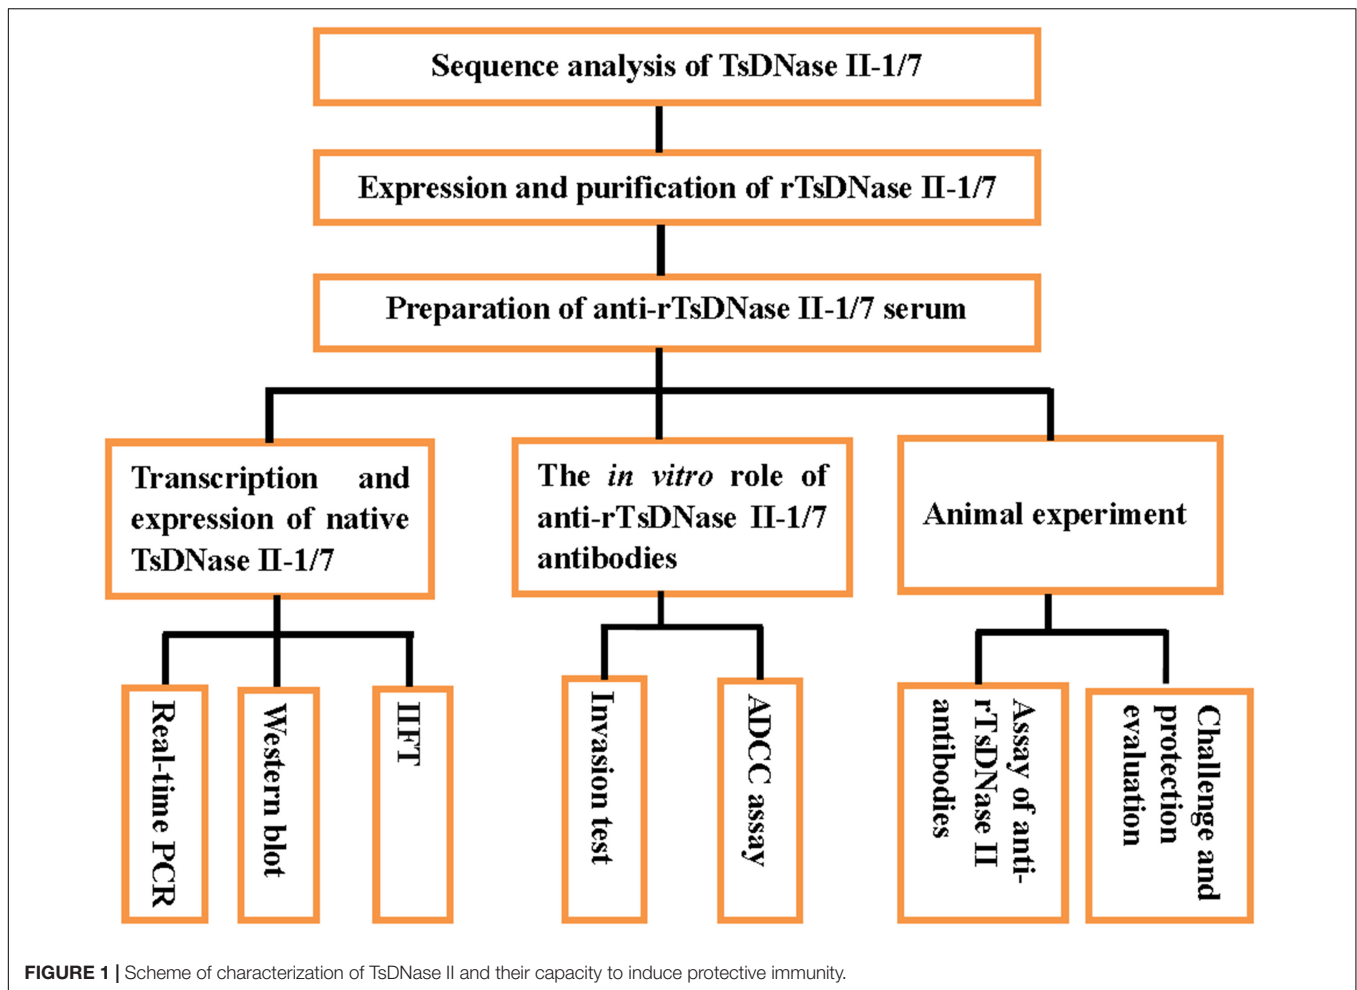 Sequence analysis of TsDNase II-1/7
Expression and purification of rTsDNase II-1/7
Preparation of anti-rTsDNase II-1/7 serum
Transcription and
expression of native
TsDNase II-1/7
The in vitro role of
anti-rTsDNase II-1/7
antibodies
Animal experiment
Real-time PCR
Western blot
IIFT
Invasion test
ADCC assay
Assay of anti-
rTsDNase II
antibodies
Challenge and
protection
evaluation
FIGURE 1 | Scheme of characterization of TsDNase II and their capacity to induce protective immunity.